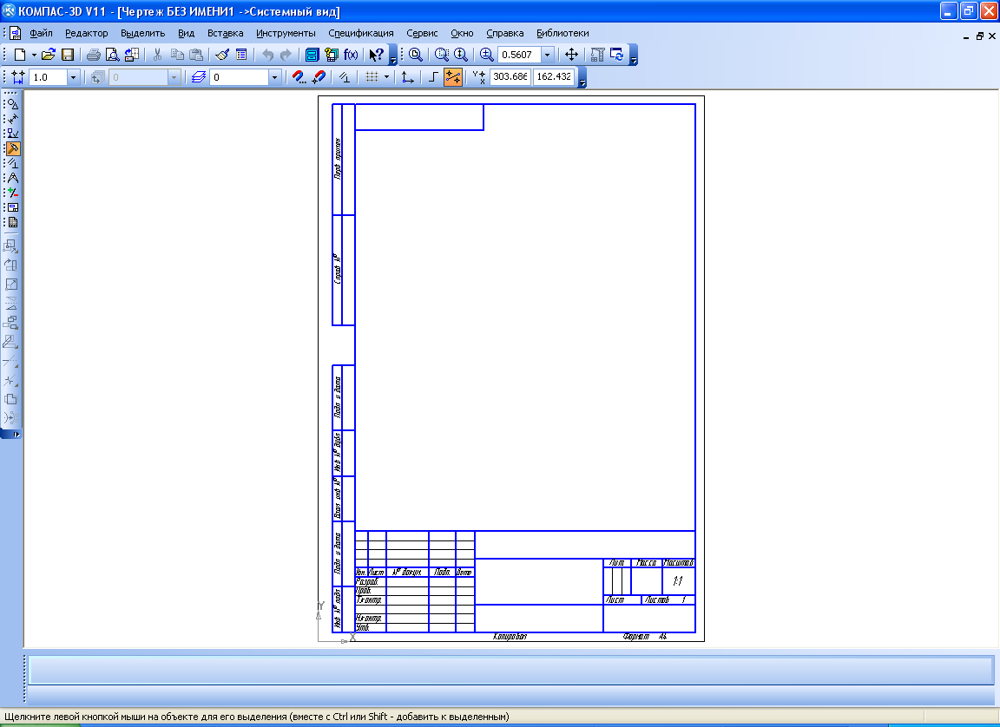 КОМПАС-3D V11 - [Чертеж БЕЗ ИМЕНИ1 ->Системный вид]
Файл Редактор Выделить Вид Вставка Инструменты Спецификация Сервис Окно Справка Библиотеки
f(x) 0.5607
1.0 0 0 303.686 162.432
Перв. примен.
Справ. №
Подп. и дата
Инв. № дубл.
Взам. инв. №
Подп. и дата
Инв. № подл.
Изм. Лист № докум. Подп. Дата
Разраб.
Пров.
Т.контр.
Н.контр.
Утв.
Лит. Масса Масштаб
1:1
Лист Листов 1
Копировал Формат A4
Y
X
Щелкните левой кнопкой мыши на объекте для его выделения (вместе с Ctrl или Shift - добавить к выделенным)